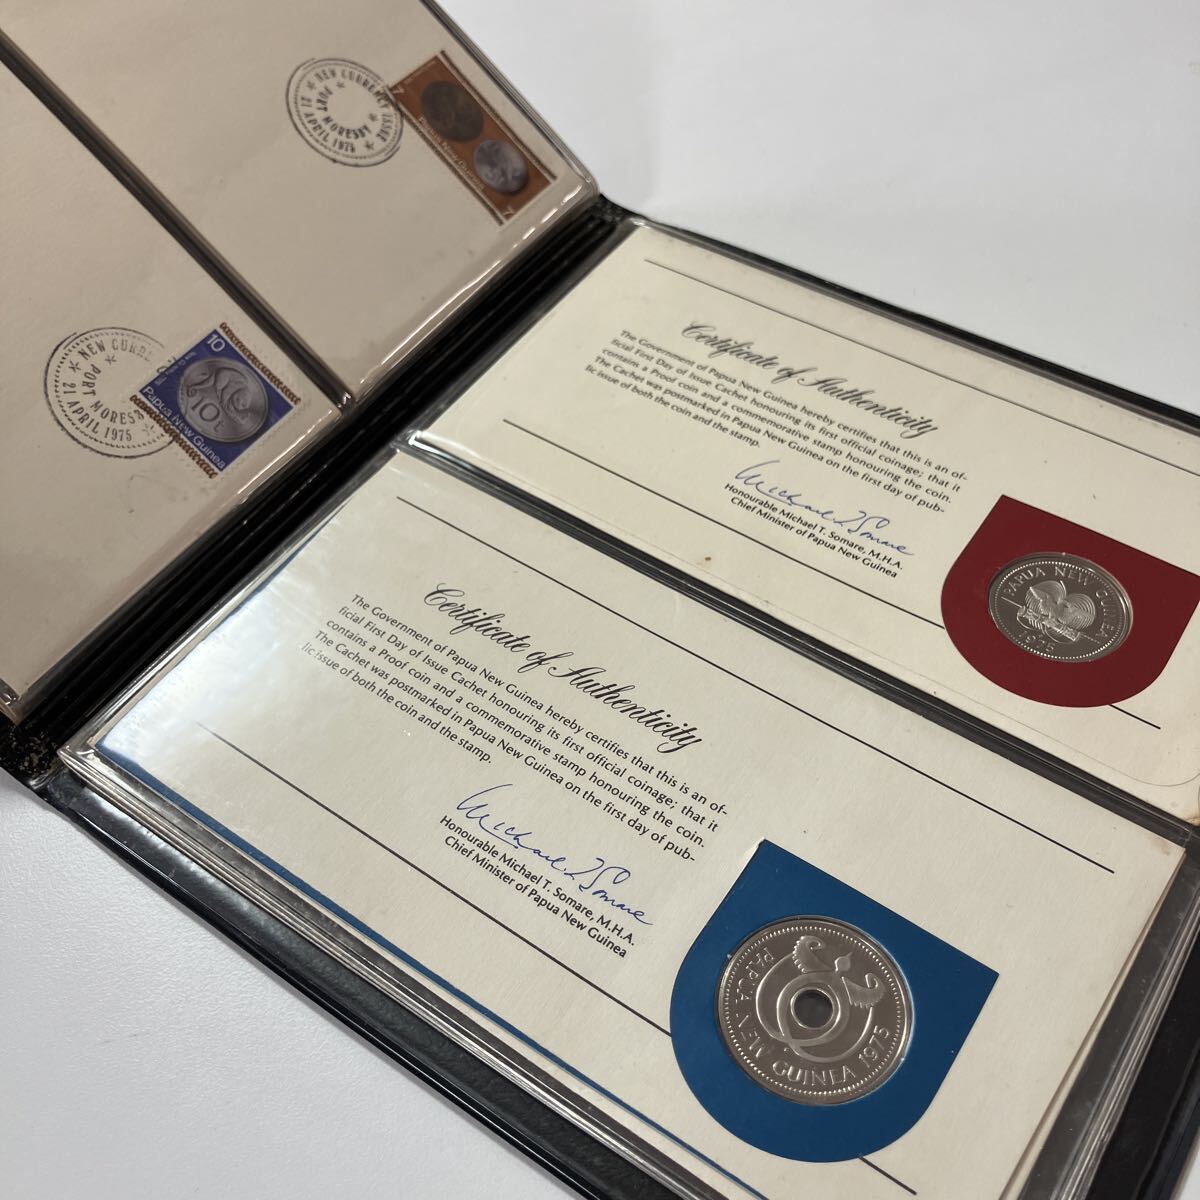 NEW CURRENCY ISSUE
PORT MORESBY
21 APRIL 1975
7
Papua New Guinea
7
NEW CURRE
PORT MORESB
21 APRIL 1975
10
10t
Papua New Guinea
Certificate of Authenticity
The Government of Papua New Guinea hereby certifies that this is an of-
ficial First Day of Issue Cachet honouring its first official coinage; that it
contains a Proof coin and a commemorative stamp honouring the coin.
The Cachet was postmarked in Papua New Guinea on the first day of pub-
lic issue of both the coin and the stamp.
Michael T Somare
Honourable Michael T. Somare, M.H.A.
Chief Minister of Papua New Guinea
PAPUA NEW GUINEA
1975
Certificate of Authenticity
The Government of Papua New Guinea hereby certifies that this is an of-
ficial First Day of Issue Cachet honouring its first official coinage; that it
contains a Proof coin and a commemorative stamp honouring the coin.
The Cachet was postmarked in Papua New Guinea on the first day of pub-
lic issue of both the coin and the stamp.
Michael T Somare
Honourable Michael T. Somare, M.H.A.
Chief Minister of Papua New Guinea
PAPUA NEW GUINEA 1975